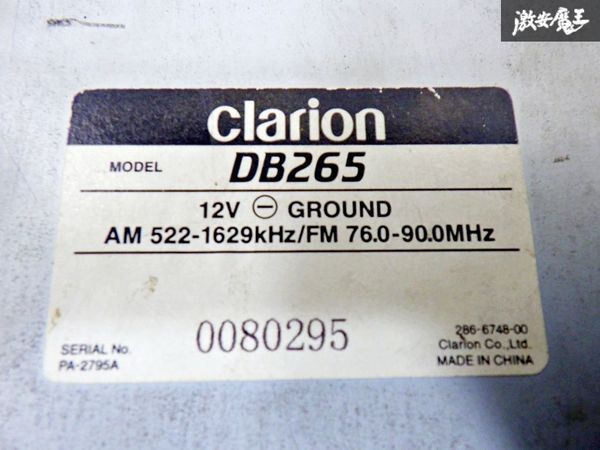 激安魔王
Clarion
MODEL DB265
12V ⊖ GROUND
AM 522-1629kHz/FM 76.0-90.0MHz
0080295
SERIAL No.
PA-2795A
286-6748-00
Clarion Co.,Ltd.
MADE IN CHINA